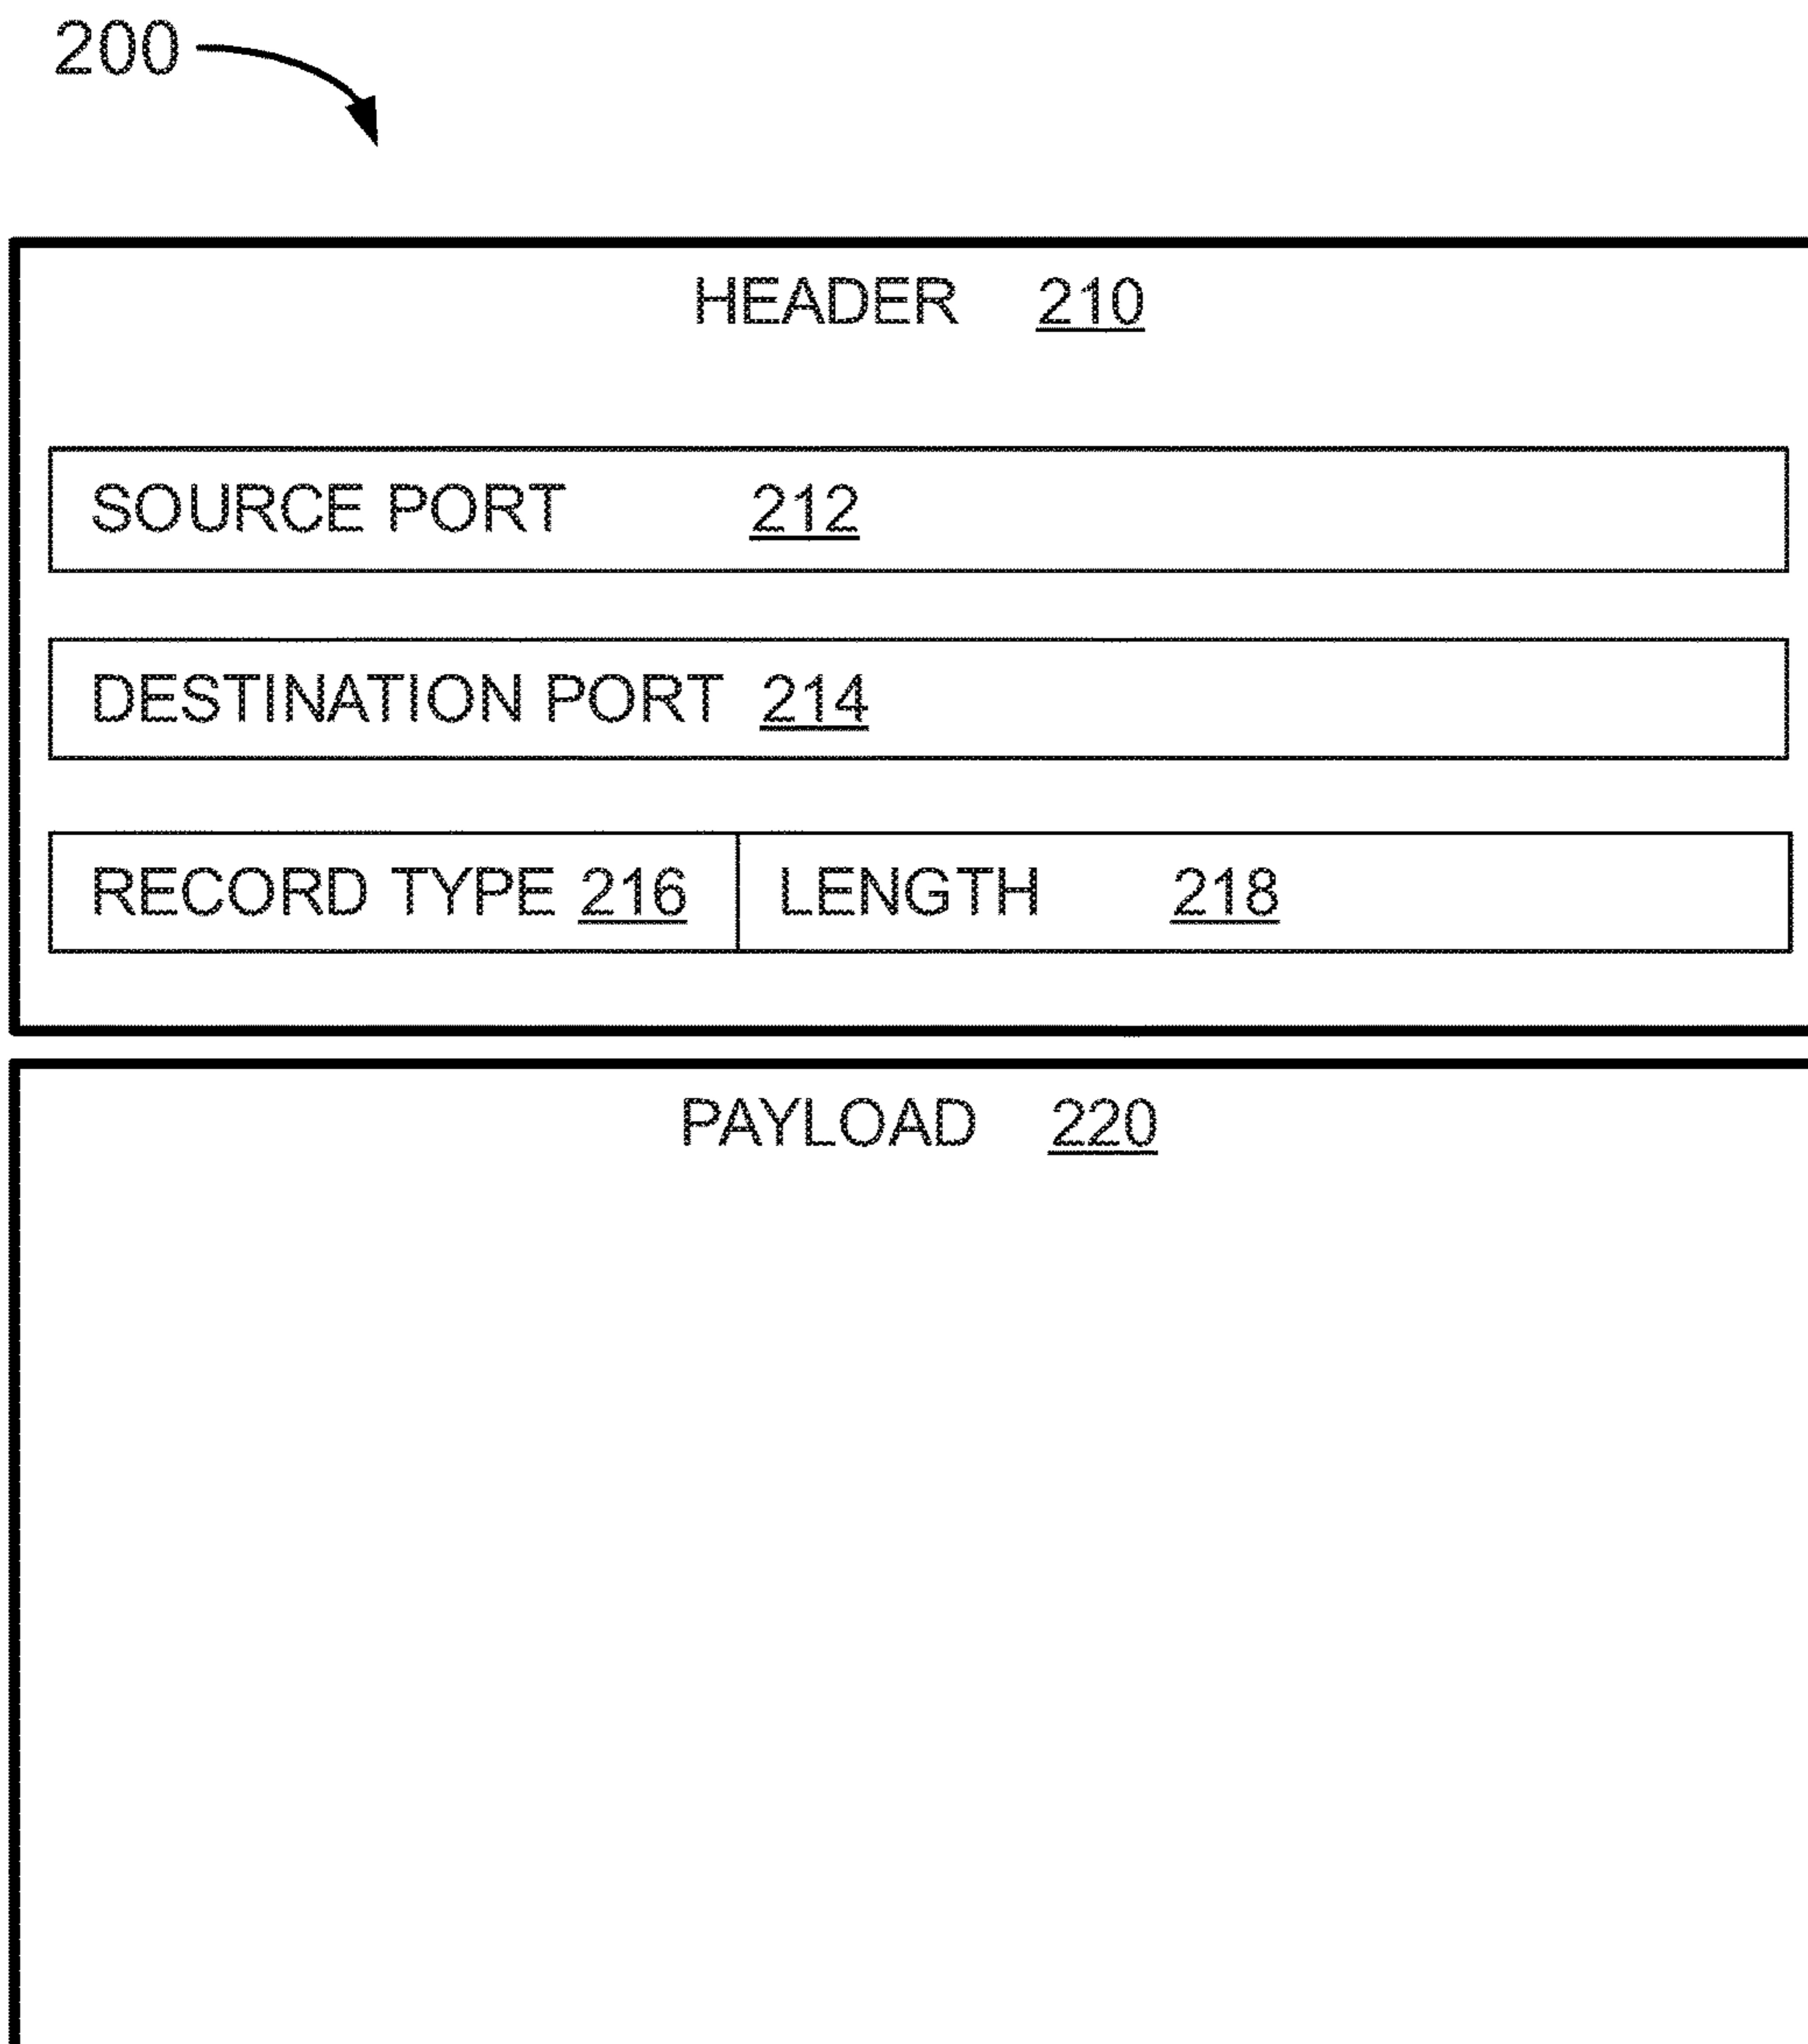 200
HEADER 210
SOURCE PORT 212
DESTINATION PORT 214
RECORD TYPE 216 LENGTH 218
PAYLOAD 220